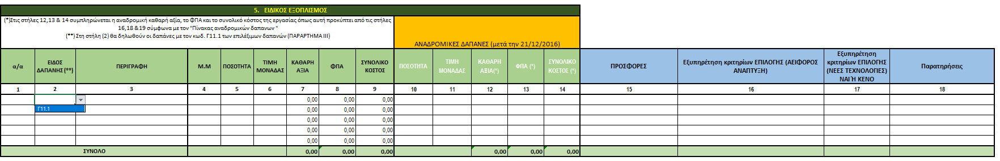 5. ΕΙΔΙΚΟΣ ΕΞΟΠΛΙΣΜΟΣ
(*)Στις στήλες 12,13 & 14 συμπληρώνεται η αναδρομική καθαρή αξία, το ΦΠΑ και το συνολικό κόστος της εργασίας όπως αυτή προκύπτει από τις στήλες
16,18 &19 σύμφωνα με τον "Πίνακας αναδρομικών δαπανων "
(**) Στη στήλη (2) θα δηλωθούν οι δαπάνες με τον κωδ. Γ11.1 των επιλέξιμων δαπανών (ΠΑΡΑΡΤΗΜΑ ΙΙΙ)
ΑΝΑΔΡΟΜΙΚΕΣ ΔΑΠΑΝΕΣ (μετά την 21/12/2016)
α/α
ΕΙΔΟΣ
ΔΑΠΑΝΗΣ (**)
ΠΕΡΙΓΡΑΦΗ
Μ.Μ
ΠΟΣΟΤΗΤΑ
ΤΙΜΗ
ΜΟΝΑΔΑΣ
ΚΑΘΑΡΗ
ΑΞΙΑ
ΦΠΑ
ΣΥΝΟΛΙΚΟ
ΚΟΣΤΟΣ
ΠΟΣΟΤΗΤΑ
ΤΙΜΗ
ΜΟΝΑΔΑΣ
ΚΑΘΑΡΗ
ΑΞΙΑ(*)
ΦΠΑ (*)
ΣΥΝΟΛΙΚΟ
ΚΟΣΤΟΣ (*)
ΠΡΟΣΦΟΡΕΣ
Εξυπηρέτηση κριτηρίων ΕΠΙΛΟΓΗΣ (ΑΕΙΦΟΡΟΣ
ΑΝΑΠΤΥΞΗ)
Εξυπηρέτηση
κριτηρίων ΕΠΙΛΟΓΗΣ
(ΝΕΕΣ ΤΕΧΝΟΛΟΓΙΕΣ)
ΝΑΙ Ή ΚΕΝΟ
Παρατηρήσεις
1 2 3 4 5 6 7 8 9 10 11 12 13 14 15 16 17 18
0,00 0,00 0,00
Γ11.1 0,00 0,00 0,00
0,00 0,00 0,00
0,00 0,00 0,00
0,00 0,00 0,00
ΣΥΝΟΛΟ 0,00 0,00 0,00 0,00 0,00 0,00